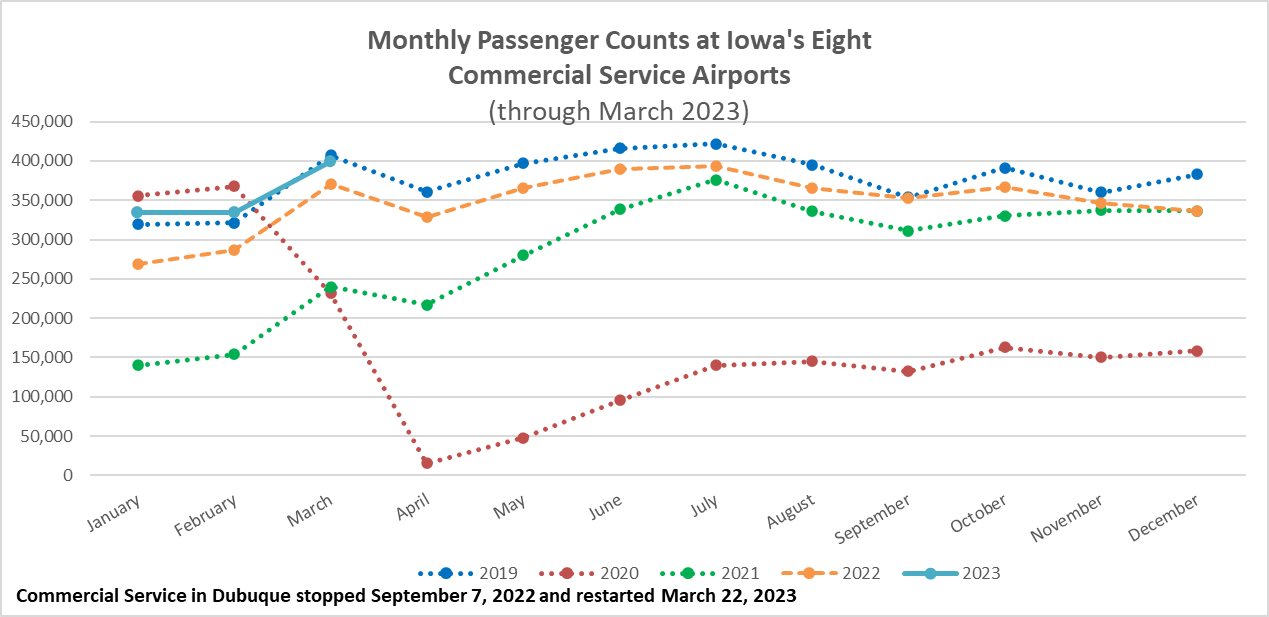 Monthly Passenger Counts at Iowa's Eight
Commercial Service Airports
(through March 2023)
450,000
400,000
350,000
300,000
250,000
200,000
150,000
100,000
50,000
0
January
February
March
April
May
June
July
August
September
October
November
December
2019
2020
2021
2022
2023
Commercial Service in Dubuque stopped September 7, 2022 and restarted March 22, 2023